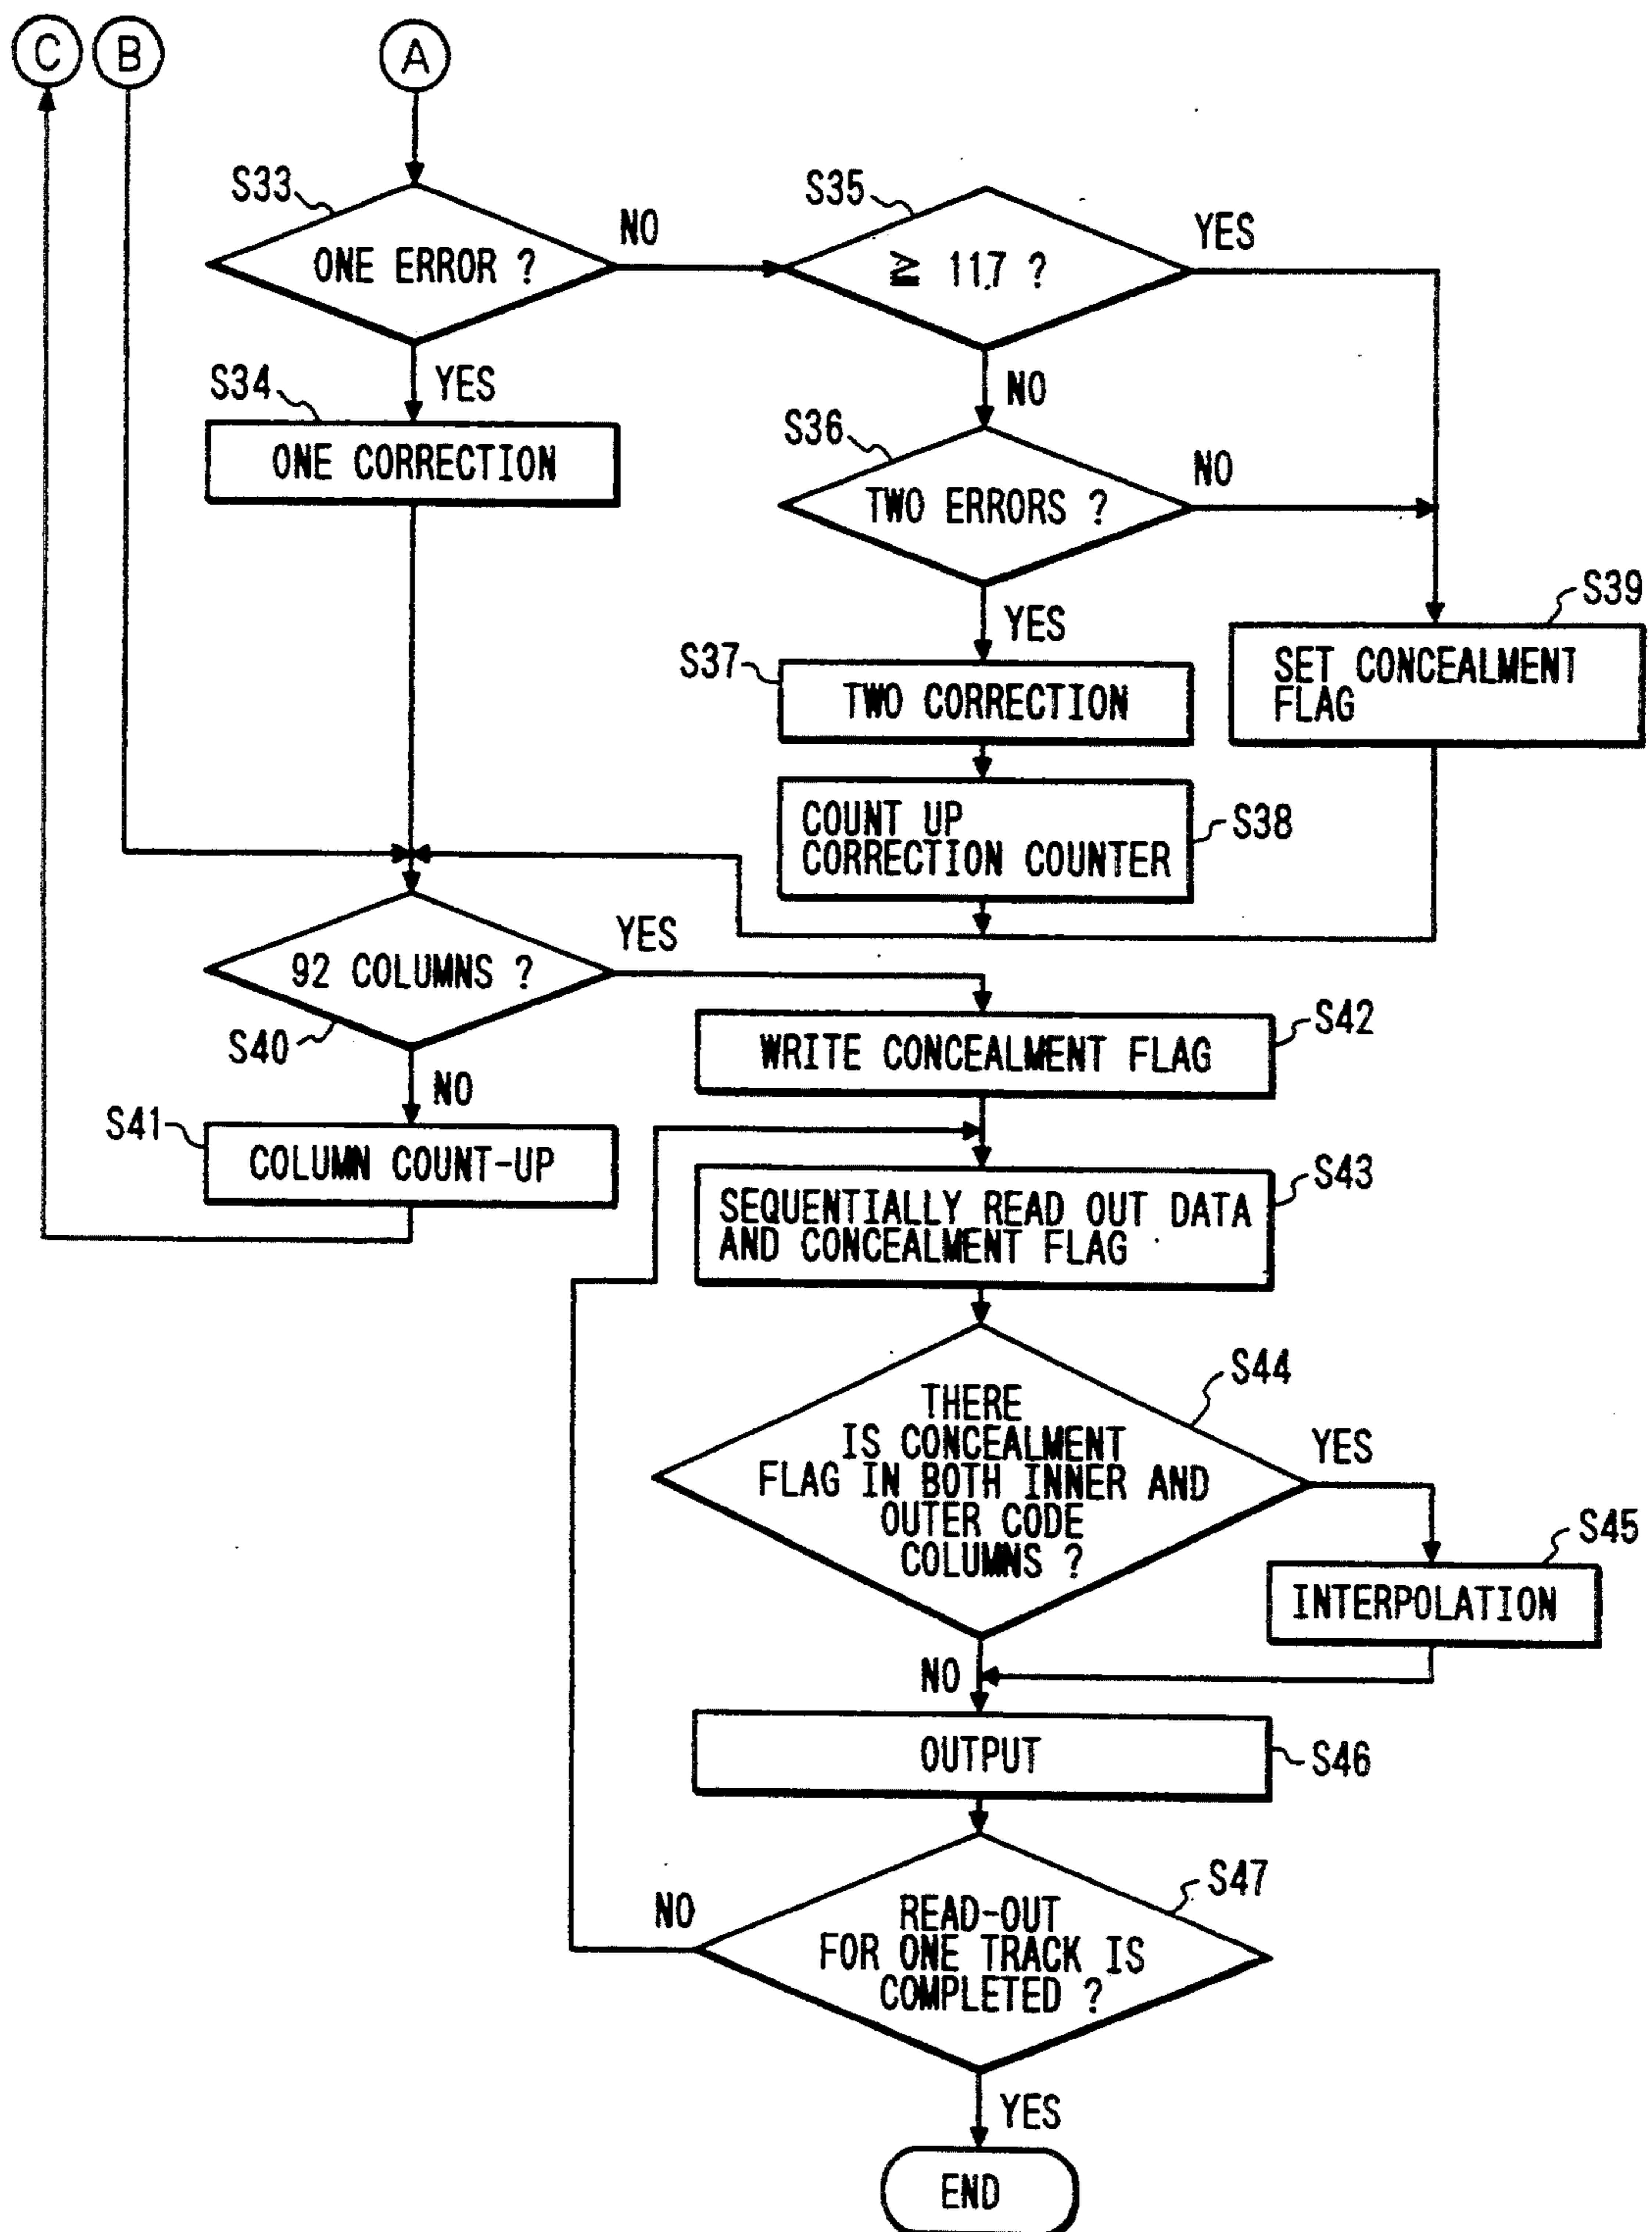 C
B
A
S33
ONE ERROR ?
NO
S35
≧ 117 ?
YES
S34
YES
ONE CORRECTION
NO
S36
TWO ERRORS ?
NO
YES
S39
SET CONCEALMENT
FLAG
S37
TWO CORRECTION
COUNT UP
CORRECTION COUNTER
S38
92 COLUMNS ?
YES
S40
NO
S42
WRITE CONCEALMENT FLAG
S41
COLUMN COUNT-UP
S43
SEQUENTIALLY READ OUT DATA
AND CONCEALMENT FLAG
S44
THERE
IS CONCEALMENT
FLAG IN BOTH INNER AND
OUTER CODE
COLUMNS ?
YES
S45
INTERPOLATION
NO
OUTPUT
S46
S47
NO
READ-OUT
FOR ONE TRACK IS
COMPLETED ?
YES
END